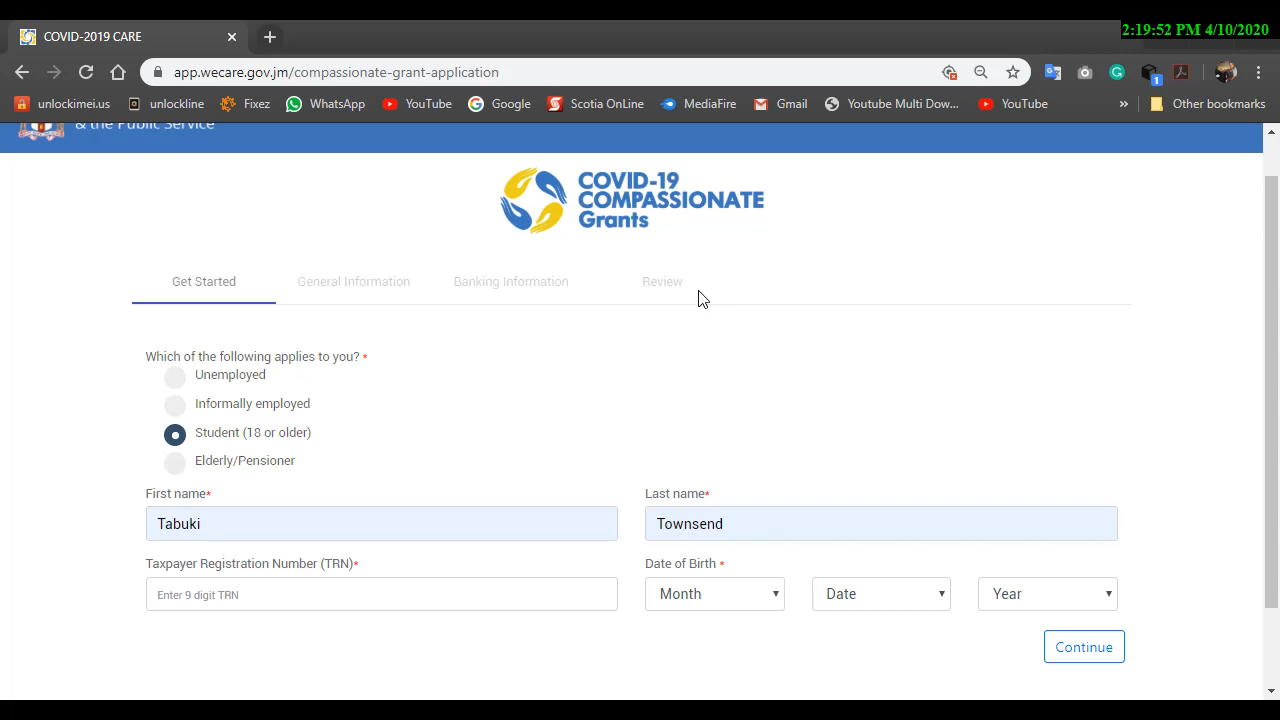 COVID-2019 CARE
2:19:52 PM 4/10/2020
app.wecare.gov.jm/compassionate-grant-application
1
unlockimei.us unlockline Fixez WhatsApp YouTube Google Scotia OnLine MediaFire Gmail Youtube Multi Dow... YouTube » Other bookmarks
& the Public Service
COVID-19
COMPASSIONATE
Grants
Get Started General Information Banking Information Review
Which of the following applies to you? *
Unemployed
Informally employed
Student (18 or older)
Elderly/Pensioner
First name* Last name*
Tabuki Townsend
Taxpayer Registration Number (TRN)* Date of Birth *
Enter 9 digit TRN Month Date Year
Continue